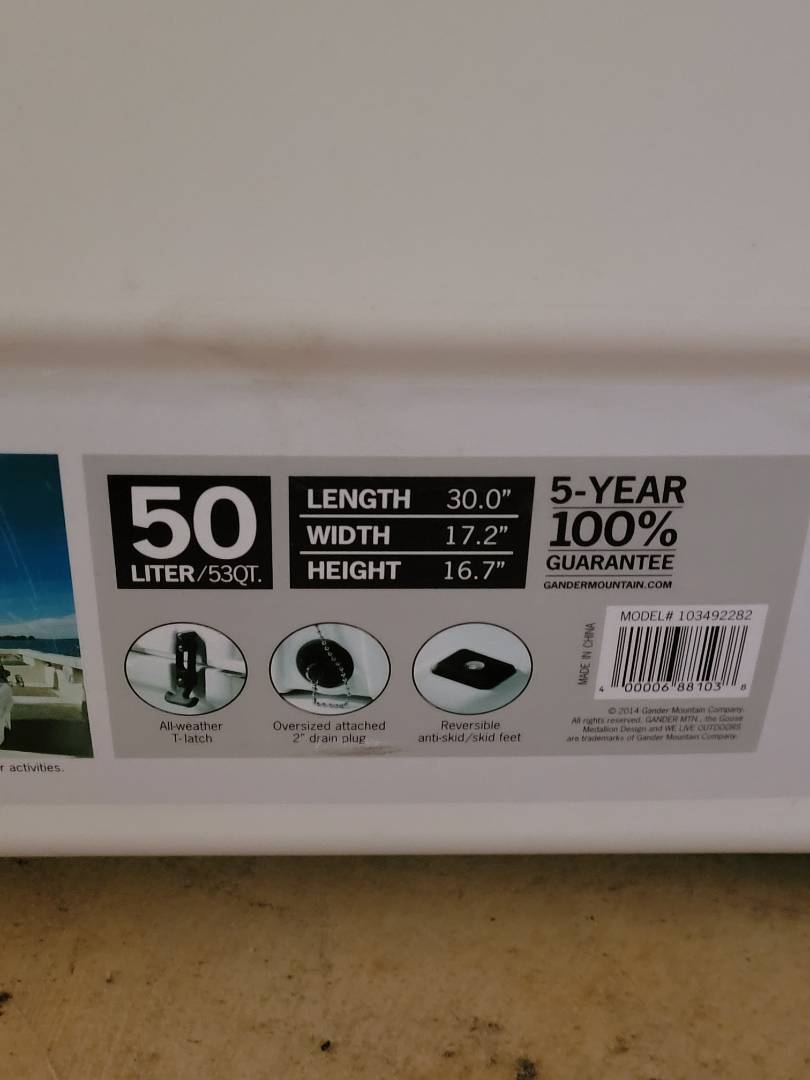 50
LITER/53QT.
LENGTH 30.0"
WIDTH 17.2"
HEIGHT 16.7"
5-YEAR
100%
GUARANTEE
GANDERMOUNTAIN.COM
All-weather
T-latch
Oversized attached
2" drain plug
Reversible
anti-skid/skid feet
MADE IN CHINA
MODEL# 103492282
4 00006 88103 8
© 2014 Gander Mountain Company.
All rights reserved. GANDER MTN., the Goose
Medallion Design and WE LIVE OUTDOORS
are trademarks of Gander Mountain Company.
r activities.